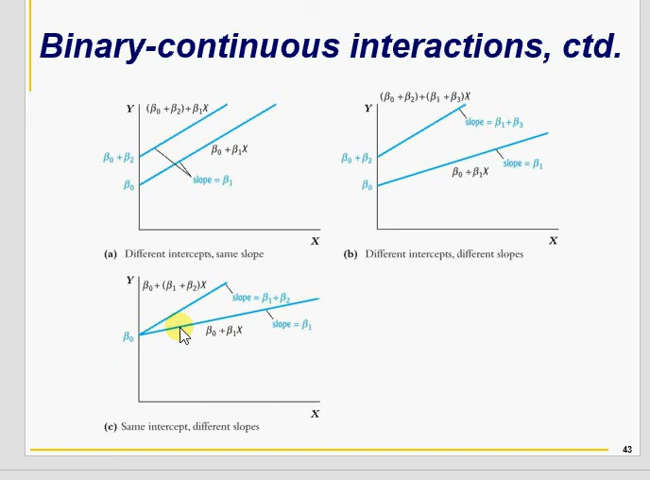 Binary-continuous interactions, ctd.
Y (β₀ +β₂)+β₁X
β₀ +β₁X
β₀ +β₂
β₀
slope = β₁
X
(a) Different intercepts, same slope
(β₀ +β₂)+(β₁ +β₃)X
Y
slope = β₁+β₃
β₀ +β₂
slope = β₁
β₀ +β₁X
β₀
X
(b) Different intercepts, different slopes
Y β₀+(β₁ +β₂)X
slope = β₁+β₂
β₀ +β₁X
slope = β₁
β₀
X
(c) Same intercept, different slopes
43